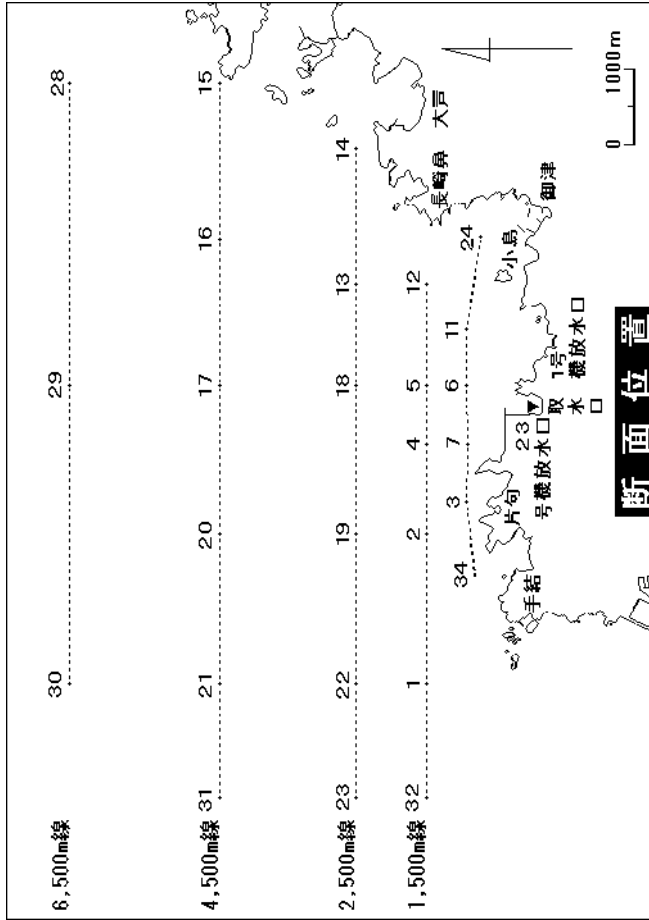 6,500m線 30 29 28
4,500m線 31 21 20 17 16 15
2,500m線 23 22 19 18 13 14
1,500m線 32 1 2 4 5 12
34 3 7 6 11 24
長崎鼻 大芦
片句
小島
23
号機放水口
手結
取水口
1号
機放水口
御津
0 1000m
断面位置